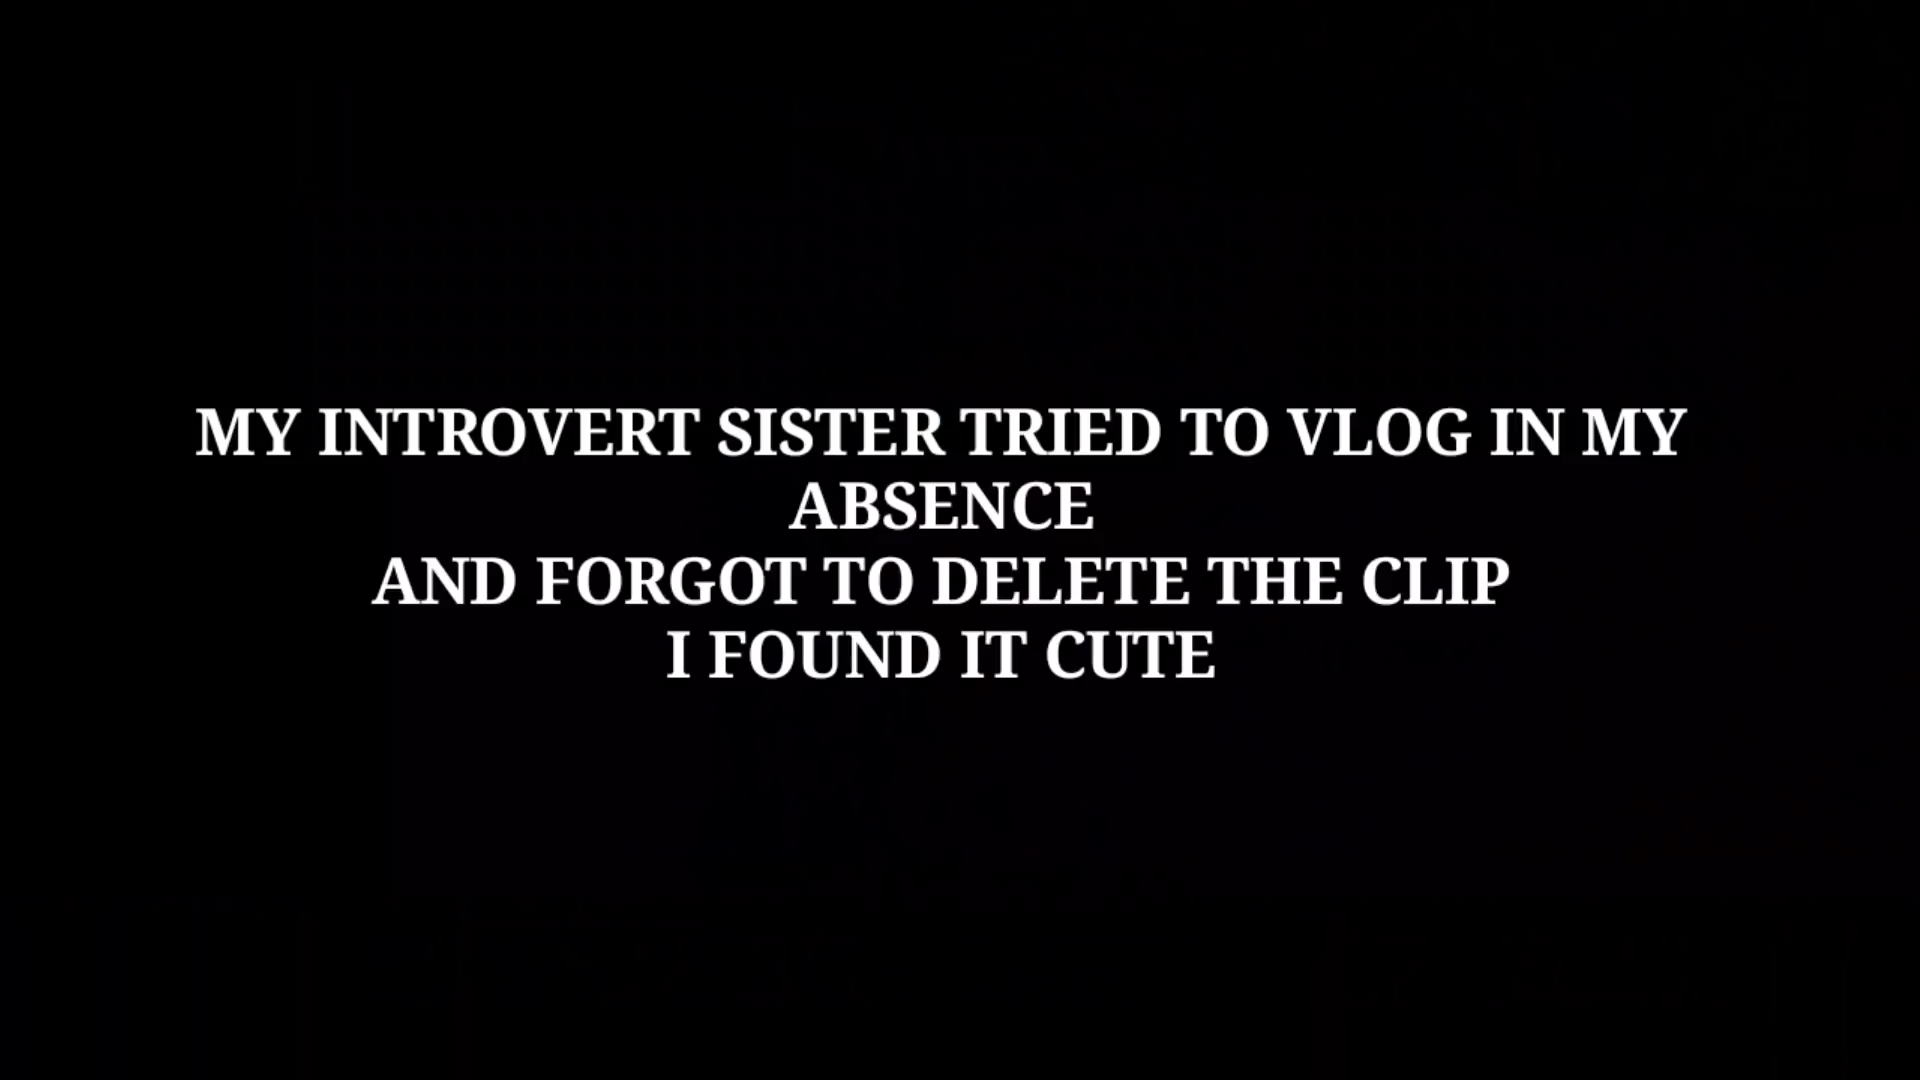 MY INTROVERT SISTER TRIED TO VLOG IN MY
ABSENCE
AND FORGOT TO DELETE THE CLIP
I FOUND IT CUTE